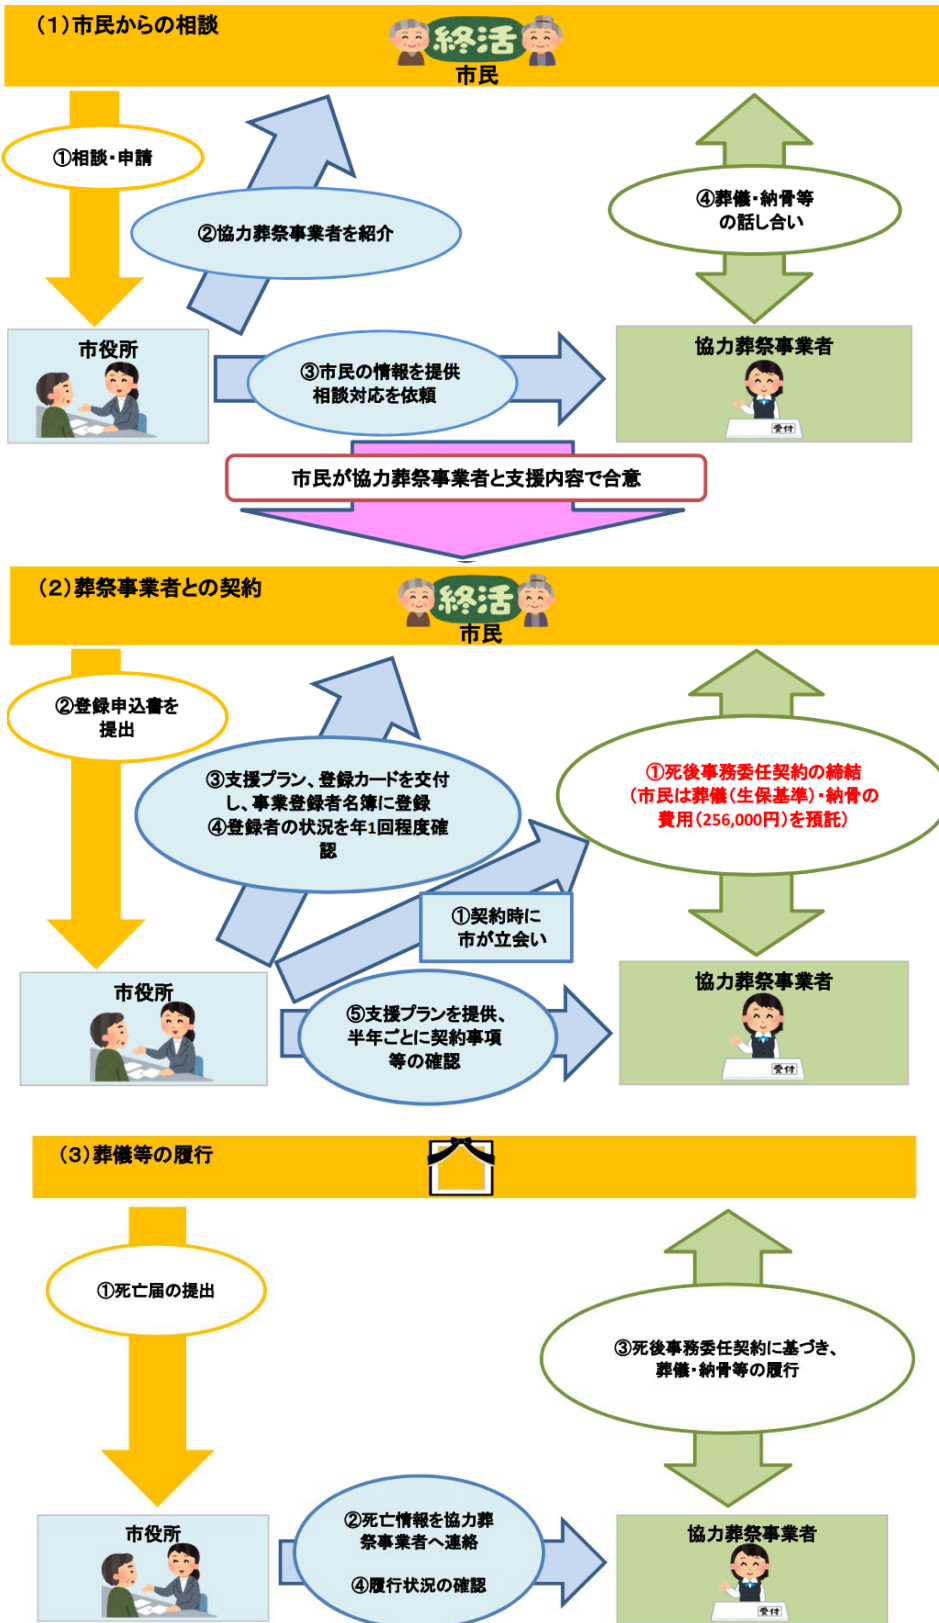 (1)市民からの相談
終活
市民
①相談・申請
②協力葬祭事業者を紹介
④葬儀・納骨等
の話し合い
市役所
③市民の情報を提供
相談対応を依頼
協力葬祭事業者
受付
市民が協力葬祭事業者と支援内容で合意
(2)葬祭事業者との契約
終活
市民
②登録申込書を
提出
③支援プラン、登録カードを交付
し、事業登録者名簿に登録
④登録者の状況を年1回程度確
認
①死後事務委任契約の締結
(市民は葬儀(生保基準)・納骨の
費用(256,000円)を預託)
①契約時に
市が立会い
市役所
⑤支援プランを提供、
半年ごとに契約事項
等の確認
協力葬祭事業者
受付
(3)葬儀等の履行
①死亡届の提出
③死後事務委任契約に基づき、
葬儀・納骨等の履行
市役所
②死亡情報を協力葬
祭事業者へ連絡
④履行状況の確認
協力葬祭事業者
受付